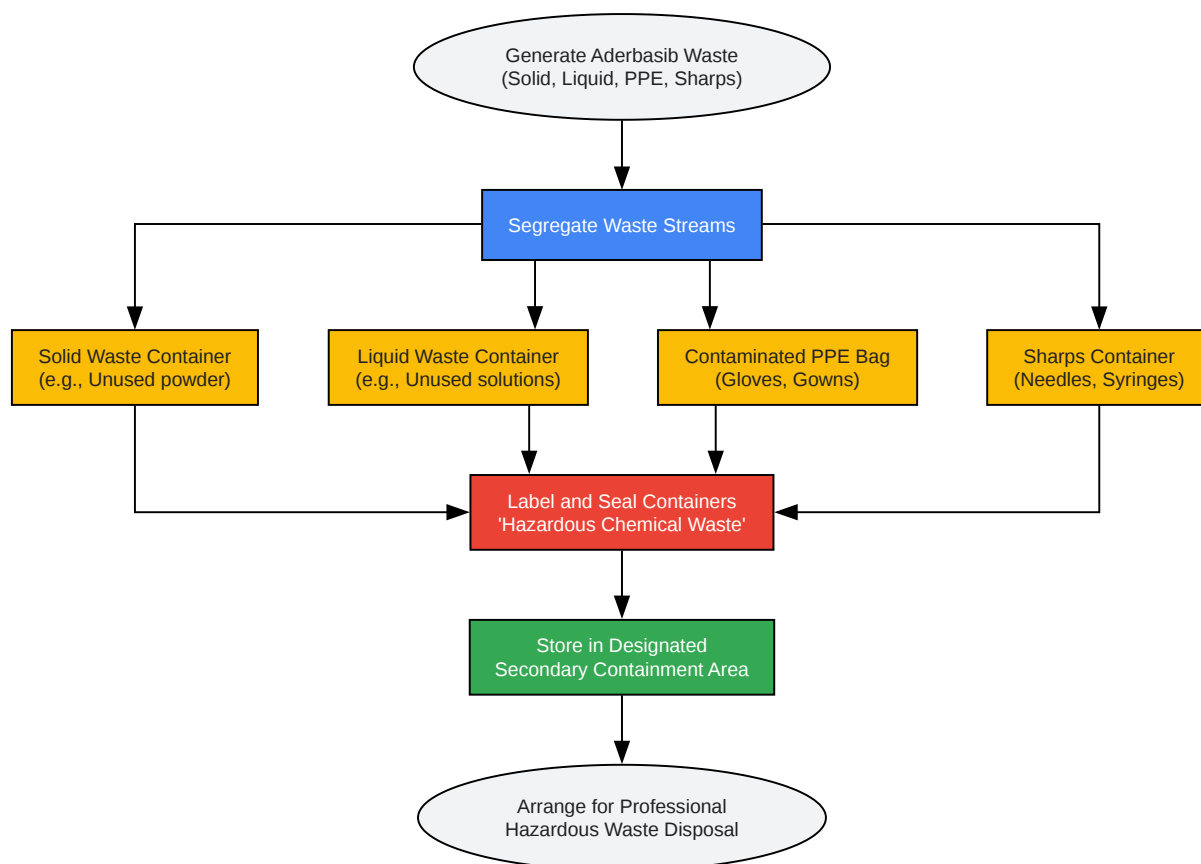 Generate Aderbasib Waste
(Solid, Liquid, PPE, Sharps)
Segregate Waste Streams
Solid Waste Container
(e.g., Unused powder)
Liquid Waste Container
(e.g., Unused solutions)
Contaminated PPE Bag
(Gloves, Gowns)
Sharps Container
(Needles, Syringes)
Label and Seal Containers
'Hazardous Chemical Waste'
Store in Designated
Secondary Containment Area
Arrange for Professional
Hazardous Waste Disposal